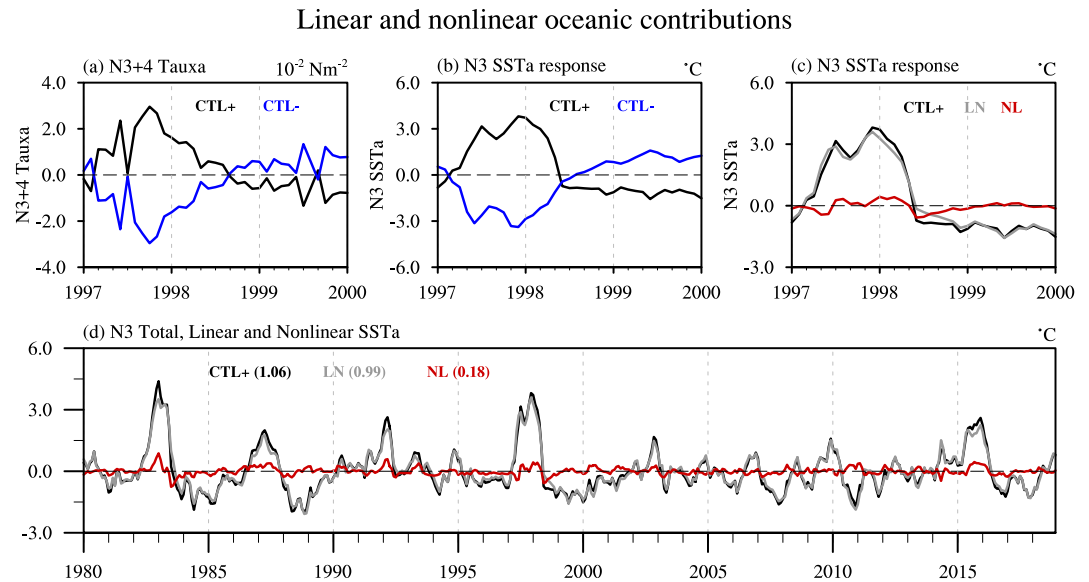 Linear and nonlinear oceanic contributions
(a) N3+4 Tauxa 10-2 Nm-2
CTL+ CTL-
N3+4 Tauxa
4.0
2.0
0.0
-2.0
-4.0
1997 1998 1999 2000
(b) N3 SSTa response °C
CTL+ CTL-
N3 SSTa
6.0
3.0
0.0
-3.0
-6.0
1997 1998 1999 2000
(c) N3 SSTa response °C
CTL+ LN NL
N3 SSTa
6.0
3.0
0.0
-3.0
1997 1998 1999 2000
(d) N3 Total, Linear and Nonlinear SSTa °C
CTL+ (1.06) LN (0.99) NL (0.18)
6.0
3.0
0.0
-3.0
1980 1985 1990 1995 2000 2005 2010 2015